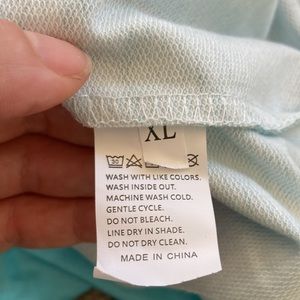 XL
WASH WITH LIKE COLORS.
WASH INSIDE OUT.
MACHINE WASH COLD.
GENTLE CYCLE.
DO NOT BLEACH.
LINE DRY IN SHADE.
DO NOT DRY CLEAN.
MADE IN CHINA